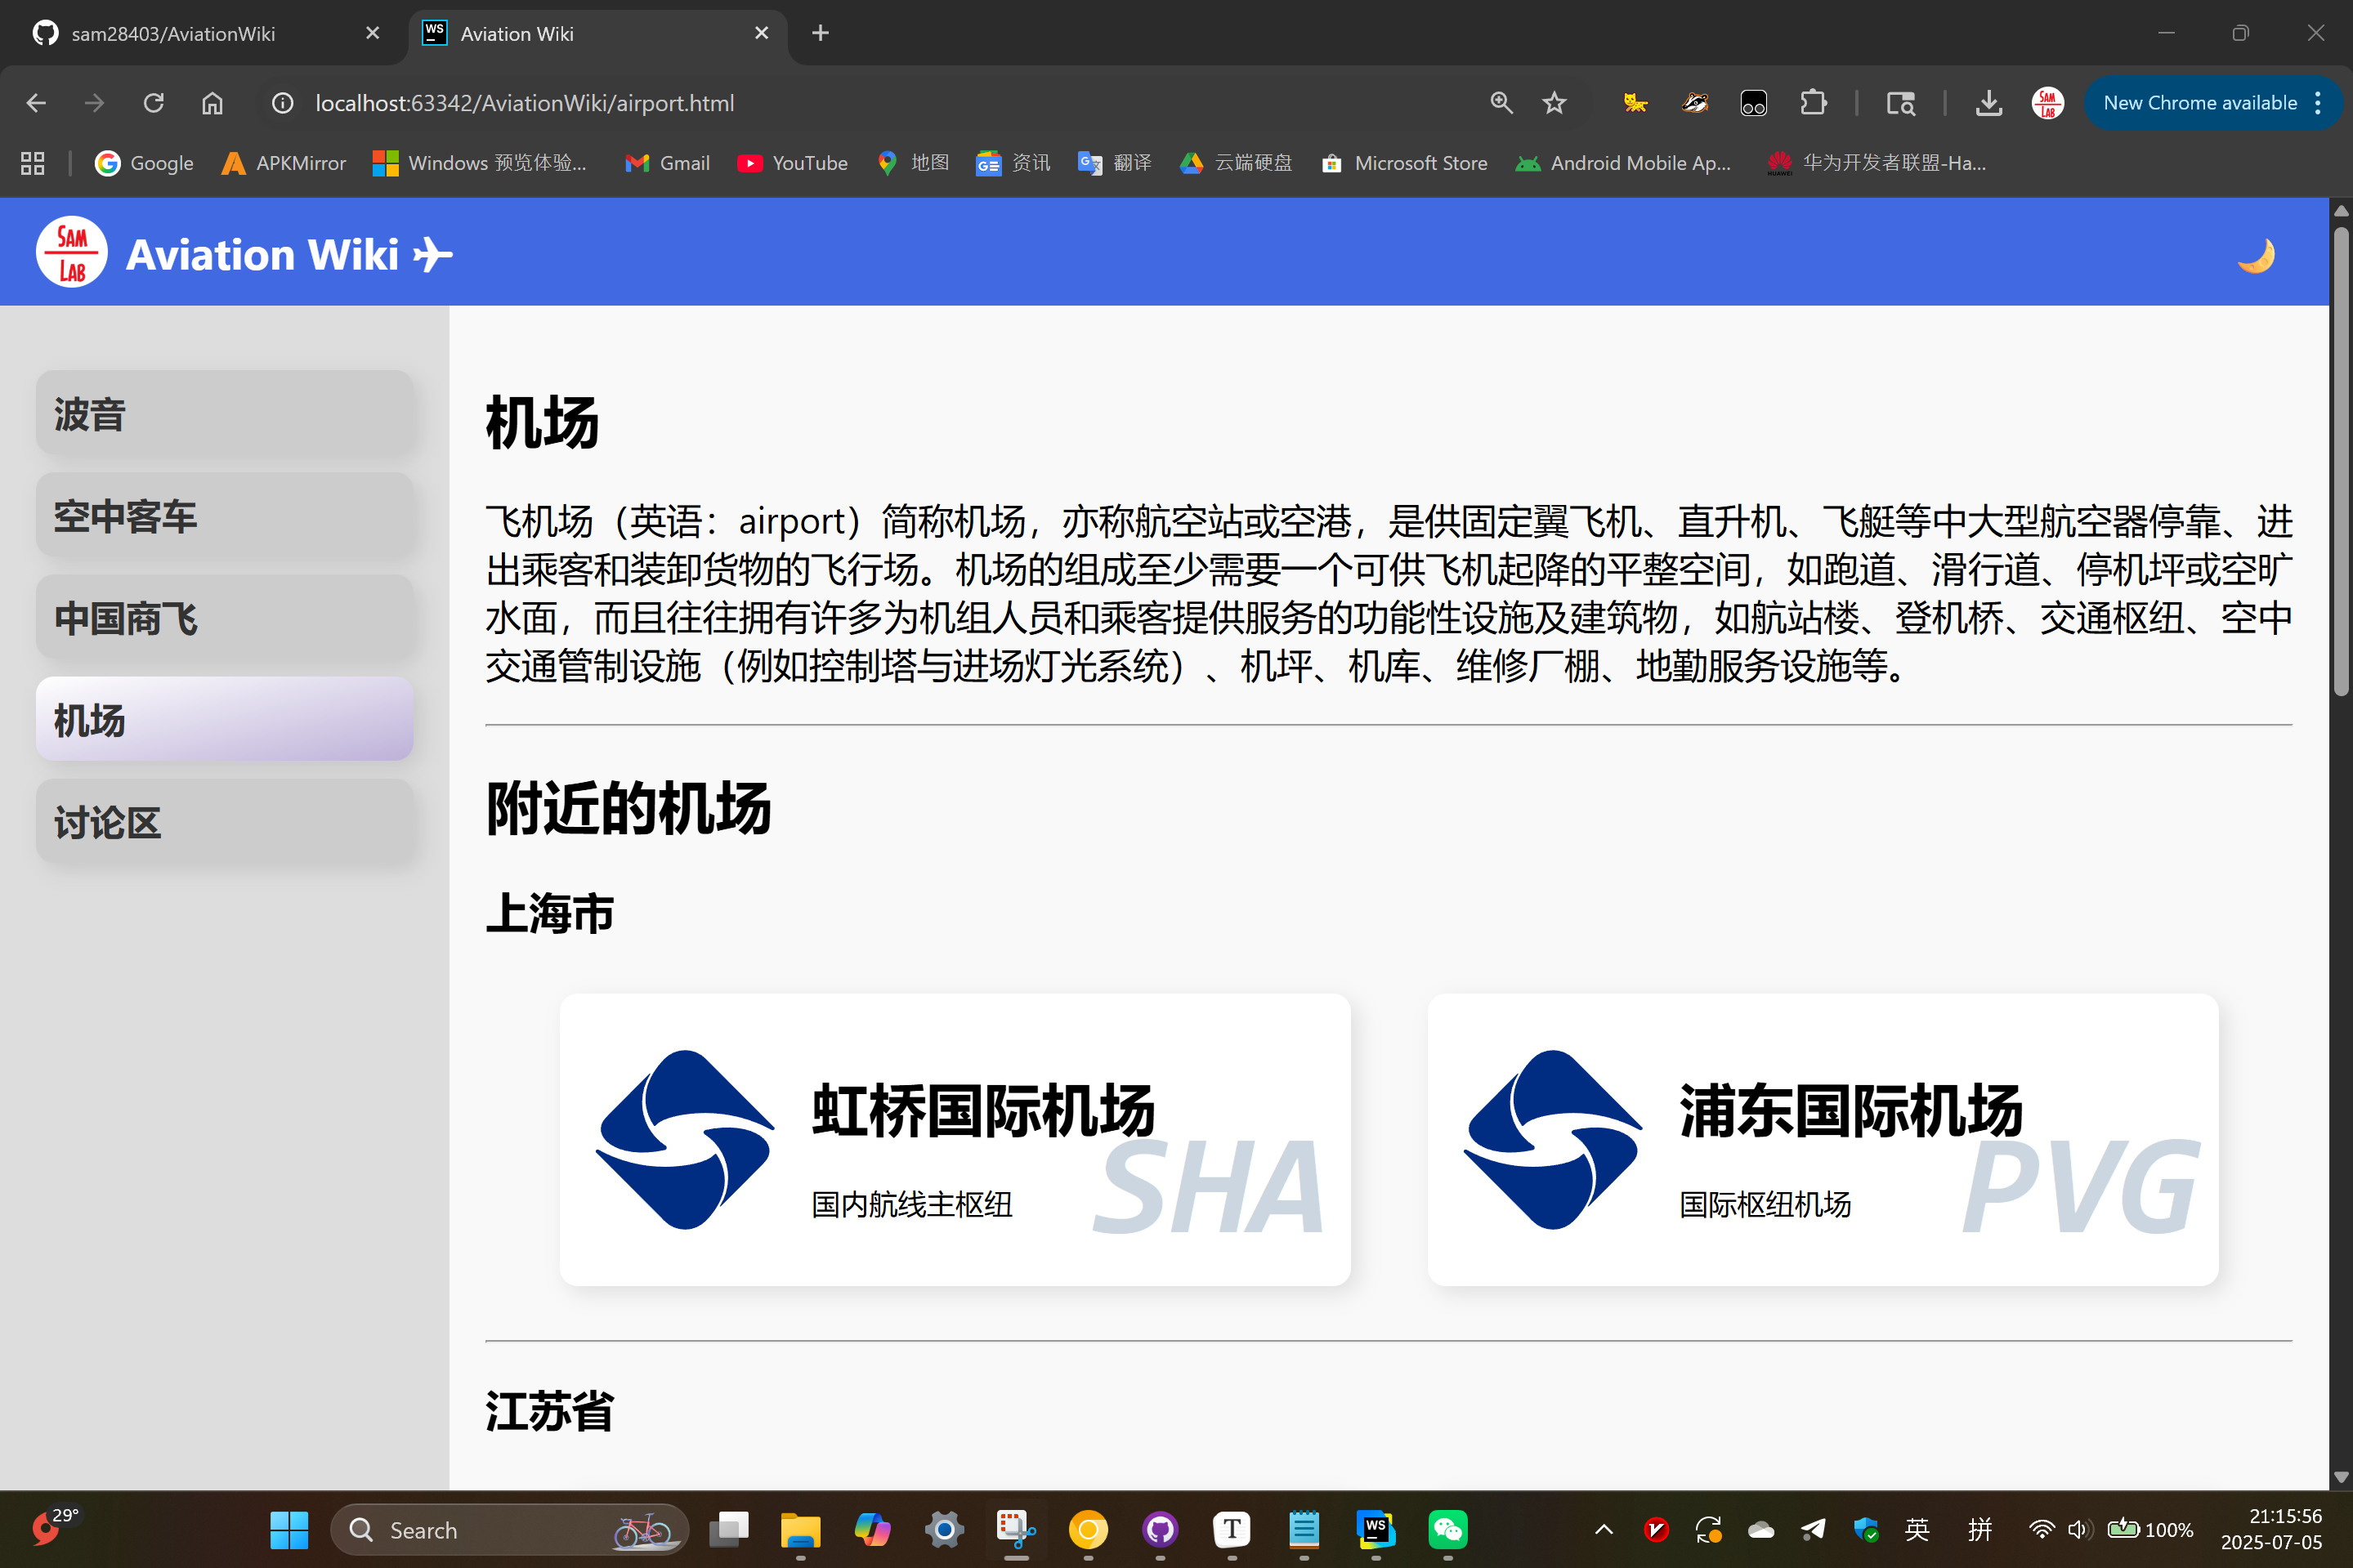 sam28403/AviationWiki
WS Aviation Wiki
localhost:63342/AviationWiki/airport.html
SAM LAB
New Chrome available
Google
APKMirror
Windows 预览体验...
Gmail
YouTube
地图
资讯
翻译
云端硬盘
Microsoft Store
Android Mobile Ap...
HUAWEI 华为开发者联盟-Ha...
SAM
LAB
Aviation Wiki ✈
波音
空中客车
中国商飞
机场
讨论区
机场
飞机场（英语：airport）简称机场，亦称航空站或空港，是供固定翼飞机、直升机、飞艇等中大型航空器停靠、进
出乘客和装卸货物的飞行场。机场的组成至少需要一个可供飞机起降的平整空间，如跑道、滑行道、停机坪或空旷
水面，而且往往拥有许多为机组人员和乘客提供服务的功能性设施及建筑物，如航站楼、登机桥、交通枢纽、空中
交通管制设施（例如控制塔与进场灯光系统）、机坪、机库、维修厂棚、地勤服务设施等。
附近的机场
上海市
虹桥国际机场
国内航线主枢纽
SHA
浦东国际机场
国际枢纽机场
PVG
江苏省
29°
Search
T
WS
英
拼
100%
21:15:56
2025-07-05